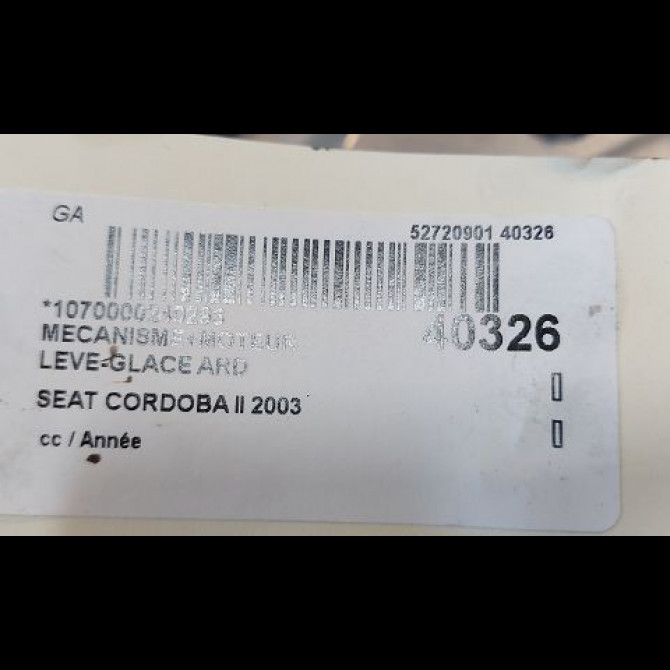 GA
52720901 40326
40326
MECANISME+MOTEUR
LEVE-GLACE ARD
SEAT CORDOBA II 2003
cc / Année